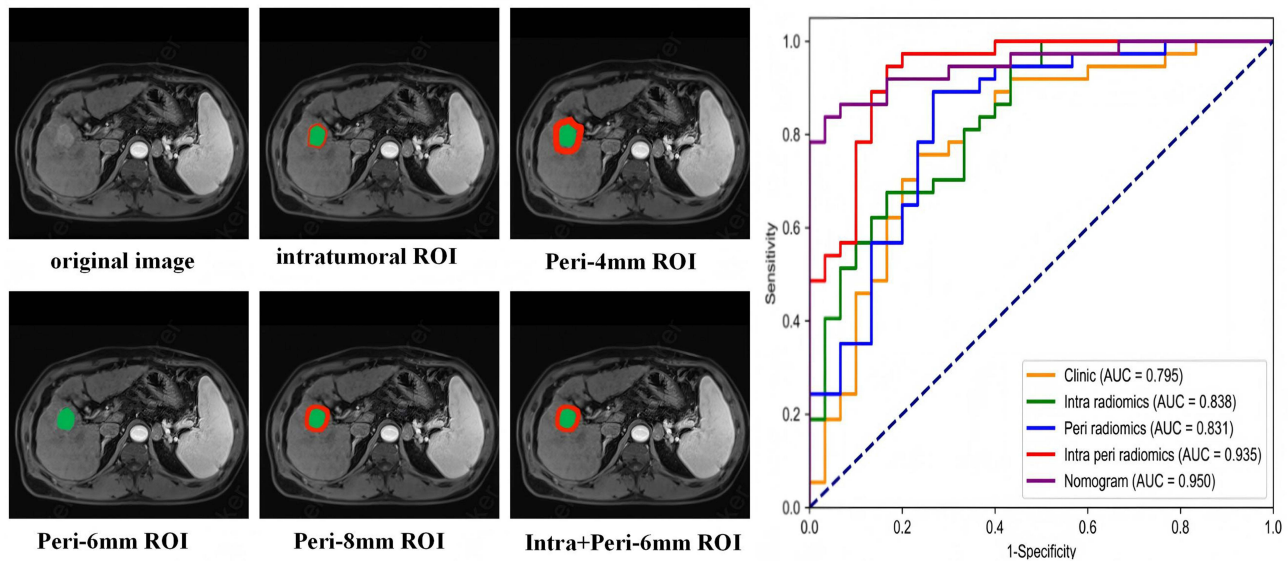 original image
intratumoral ROI
Peri-4mm ROI
Peri-6mm ROI
Peri-8mm ROI
Intra+Peri-6mm ROI
Sensitivity
1.0
0.8
0.6
0.4
0.2
0.0
Clinic (AUC = 0.795)
Intra radiomics (AUC = 0.838)
Peri radiomics (AUC = 0.831)
Intra peri radiomics (AUC = 0.935)
Nomogram (AUC = 0.950)
0.0 0.2 0.4 0.6 0.8 1.0
1-Specificity